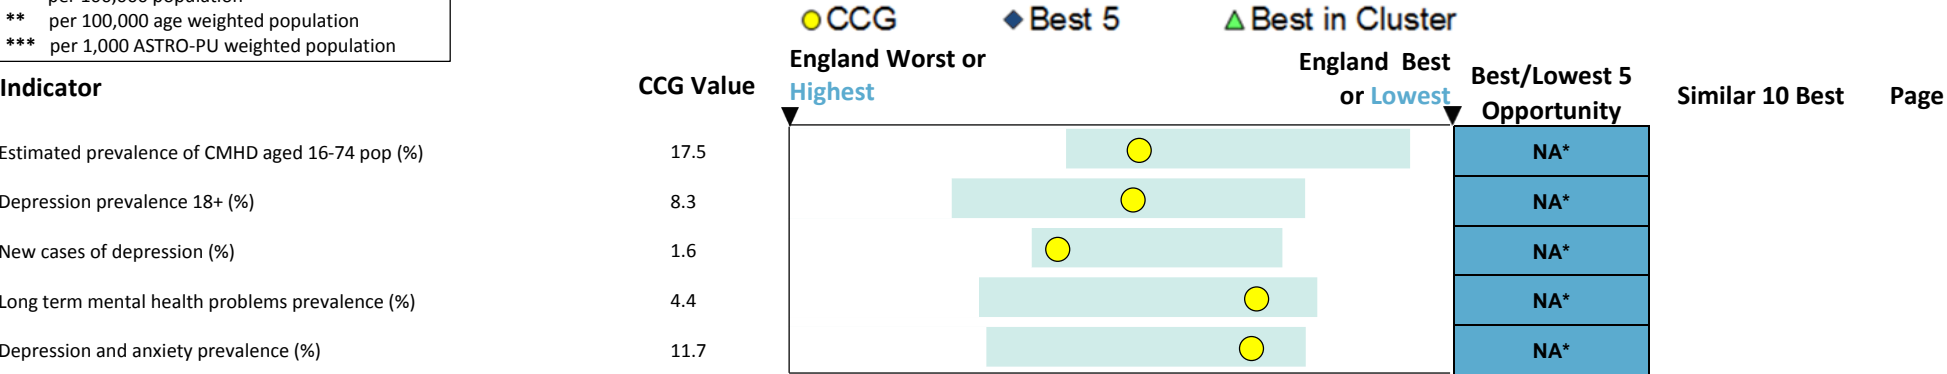 per 100,000 population
** per 100,000 age weighted population
*** per 1,000 ASTRO-PU weighted population
CCG Best 5 Best in Cluster
Indicator
CCG Value
England Worst or
Highest
England Best
or Lowest
Best/Lowest 5
Opportunity
Similar 10 Best
Page
Estimated prevalence of CMHD aged 16-74 pop (%) 17.5 NA*
Depression prevalence 18+ (%) 8.3 NA*
New cases of depression (%) 1.6 NA*
Long term mental health problems prevalence (%) 4.4 NA*
Depression and anxiety prevalence (%) 11.7 NA*